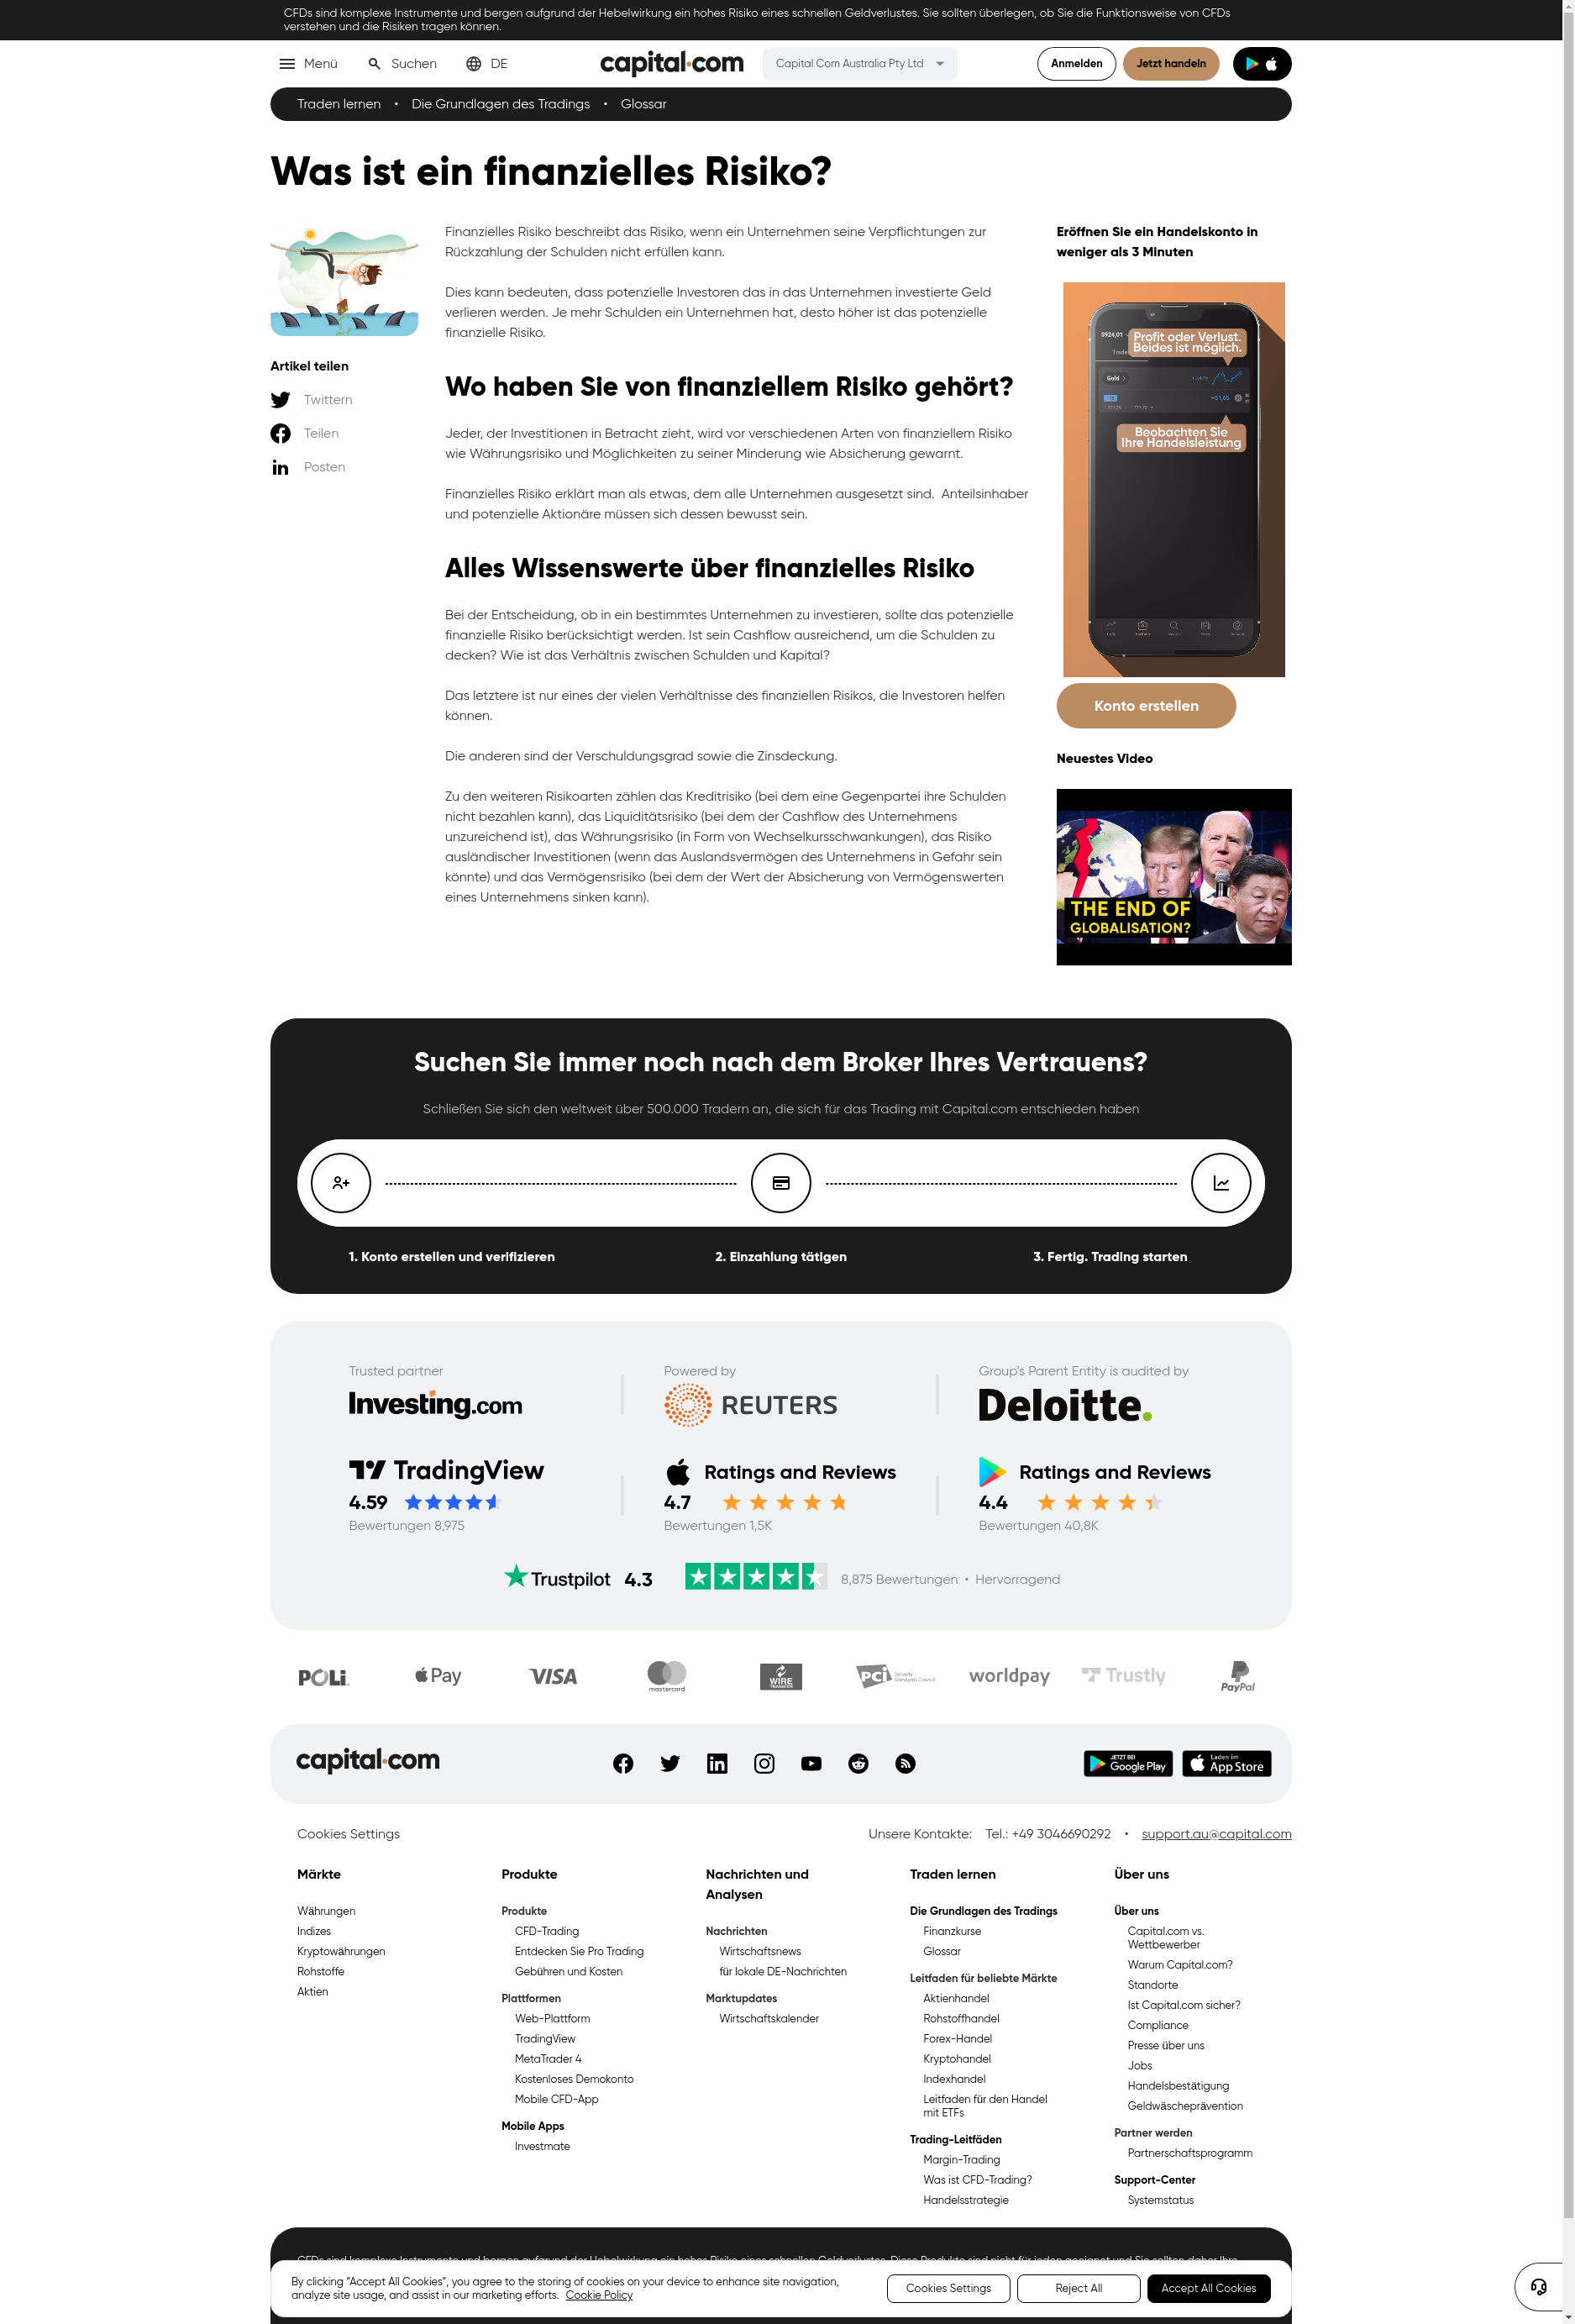 CFDs sind komplexe Instrumente und bergen aufgrund der Hebelwirkung ein hohes Risiko eines schnellen Geldverlustes. Sie sollten überlegen, ob Sie die Funktionsweise von CFDs
verstehen und die Risiken tragen können.
Menü Suchen DE capital.com Capital Com Australia Pty Ltd Anmelden Jetzt handeln
Traden lernen • Die Grundlagen des Tradings • Glossar
Was ist ein finanzielles Risiko?
Artikel teilen
Twittern
Teilen
Posten
Finanzielles Risiko beschreibt das Risiko, wenn ein Unternehmen seine Verpflichtungen zur
Rückzahlung der Schulden nicht erfüllen kann.
Dies kann bedeuten, dass potenzielle Investoren das in das Unternehmen investierte Geld
verlieren werden. Je mehr Schulden ein Unternehmen hat, desto höher ist das potenzielle
finanzielle Risiko.
Wo haben Sie von finanziellem Risiko gehört?
Jeder, der Investitionen in Betracht zieht, wird vor verschiedenen Arten von finanziellem Risiko
wie Währungsrisiko und Möglichkeiten zu seiner Minderung wie Absicherung gewarnt.
Finanzielles Risiko erklärt man als etwas, dem alle Unternehmen ausgesetzt sind.  Anteilsinhaber
und potenzielle Aktionäre müssen sich dessen bewusst sein.
Alles Wissenswerte über finanzielles Risiko
Bei der Entscheidung, ob in ein bestimmtes Unternehmen zu investieren, sollte das potenzielle
finanzielle Risiko berücksichtigt werden. Ist sein Cashflow ausreichend, um die Schulden zu
decken? Wie ist das Verhältnis zwischen Schulden und Kapital?
Das letztere ist nur eines der vielen Verhältnisse des finanziellen Risikos, die Investoren helfen
können.
Die anderen sind der Verschuldungsgrad sowie die Zinsdeckung.
Zu den weiteren Risikoarten zählen das Kreditrisiko (bei dem eine Gegenpartei ihre Schulden
nicht bezahlen kann), das Liquiditätsrisiko (bei dem der Cashflow des Unternehmens
unzureichend ist), das Währungsrisiko (in Form von Wechselkursschwankungen), das Risiko
ausländischer Investitionen (wenn das Auslandsvermögen des Unternehmens in Gefahr sein
könnte) und das Vermögensrisiko (bei dem der Wert der Absicherung von Vermögenswerten
eines Unternehmens sinken kann).
Eröffnen Sie ein Handelskonto in
weniger als 3 Minuten
Profit oder Verlust.
Beides ist möglich.
Gold
Beobachten Sie
Ihre Handelsleistung
Konto erstellen
Neuestes Video
THE END OF
GLOBALISATION?
Suchen Sie immer noch nach dem Broker Ihres Vertrauens?
Schließen Sie sich den weltweit über 500.000 Tradern an, die sich für das Trading mit Capital.com entschieden haben
1. Konto erstellen und verifizieren 2. Einzahlung tätigen 3. Fertig. Trading starten
Trusted partner Powered by Group's Parent Entity is audited by
Investing.com REUTERS Deloitte.
TradingView Ratings and Reviews Ratings and Reviews
4.59 4.7 4.4
Bewertungen 8,975 Bewertungen 1,5K Bewertungen 40,8K
Trustpilot 4.3 8,875 Bewertungen • Hervorragend
POLi Pay VISA mastercard WIRE TRANSFER PCI Security Standards Council worldpay Trustly PayPal
capital.com JETZT BEI Google Play Laden im App Store
Cookies Settings Unsere Kontakte: Tel.: +49 3046690292 • support.au@capital.com
Märkte
Währungen
Indizes
Kryptowährungen
Rohstoffe
Aktien
Produkte
Produkte
CFD-Trading
Entdecken Sie Pro Trading
Gebühren und Kosten
Plattformen
Web-Plattform
TradingView
MetaTrader 4
Kostenloses Demokonto
Mobile CFD-App
Mobile Apps
Investmate
Nachrichten und
Analysen
Nachrichten
Wirtschaftsnews
für lokale DE-Nachrichten
Marktupdates
Wirtschaftskalender
Traden lernen
Die Grundlagen des Tradings
Finanzkurse
Glossar
Leitfaden für beliebte Märkte
Aktienhandel
Rohstoffhandel
Forex-Handel
Kryptohandel
Indexhandel
Leitfaden für den Handel
mit ETFs
Trading-Leitfäden
Margin-Trading
Was ist CFD-Trading?
Handelsstrategie
Über uns
Über uns
Capital.com vs.
Wettbewerber
Warum Capital.com?
Standorte
Ist Capital.com sicher?
Compliance
Presse über uns
Jobs
Handelsbestätigung
Geldwäscheprävention
Partner werden
Partnerschaftsprogramm
Support-Center
Systemstatus
By clicking “Accept All Cookies”, you agree to the storing of cookies on your device to enhance site navigation,
analyze site usage, and assist in our marketing efforts. Cookie Policy
Cookies Settings Reject All Accept All Cookies